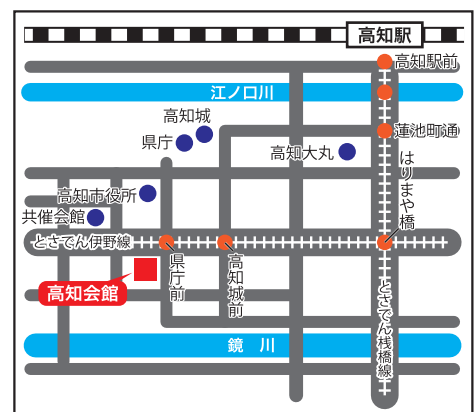 高知駅
高知駅前
江ノ口川
高知城
蓮池町通
県庁
高知大丸
はりまや橋
高知市役所
共催会館
とさでん伊野線
県庁前
高知城前
高知会館
とさでん桟橋線
鏡　川